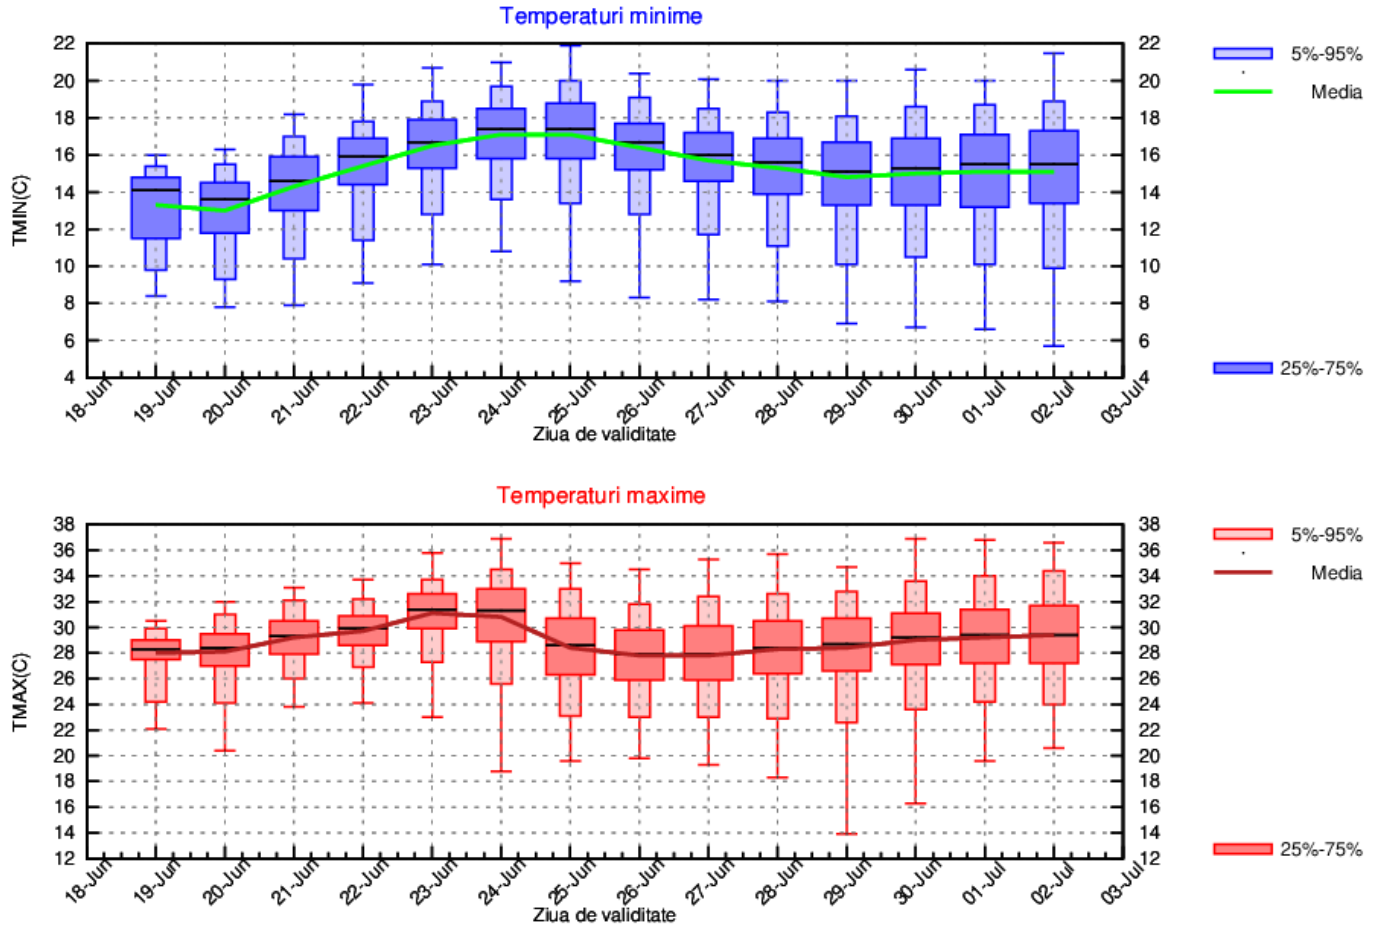 Temperaturi minime
22 22
20 20
18 18
16 16
14 14
12 12
10 10
8 8
6 6
4 4
TMIN(C)
18-Jun 19-Jun 20-Jun 21-Jun 22-Jun 23-Jun 24-Jun 25-Jun 26-Jun 27-Jun 28-Jun 29-Jun 30-Jun 01-Jul 02-Jul 03-Jul
Ziua de validitate
5%-95%
Media
25%-75%
Temperaturi maxime
38 38
36 36
34 34
32 32
30 30
28 28
26 26
24 24
22 22
20 20
18 18
16 16
14 14
12 12
TMAX(C)
18-Jun 19-Jun 20-Jun 21-Jun 22-Jun 23-Jun 24-Jun 25-Jun 26-Jun 27-Jun 28-Jun 29-Jun 30-Jun 01-Jul 02-Jul 03-Jul
Ziua de validitate
5%-95%
Media
25%-75%